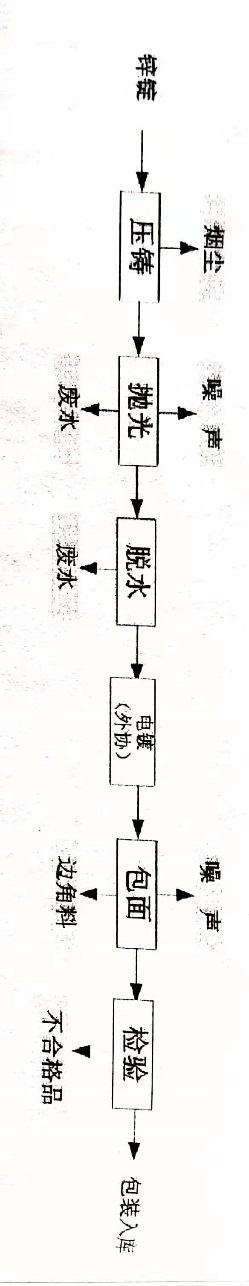 锌锭
压铸
烟尘
抛光
噪 声
废水
脱水
废水
电镀
(外协)
包面
噪 声
边角料
检验
不合格品
包装入库